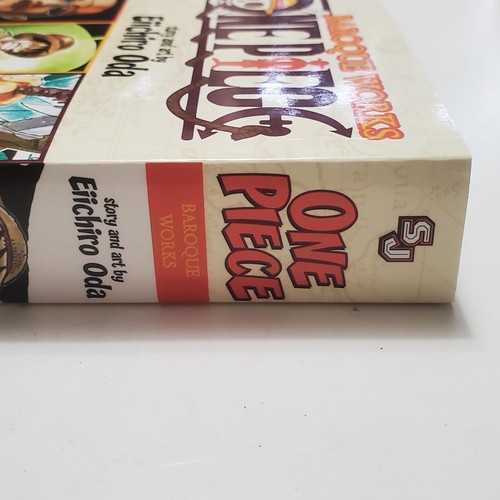 BAROQUE WORKS
ONE PIECE
story and art by
Eiichiro Oda
SJ
ONE
PIECE
BAROQUE
WORKS
story and art by
Eiichiro Oda